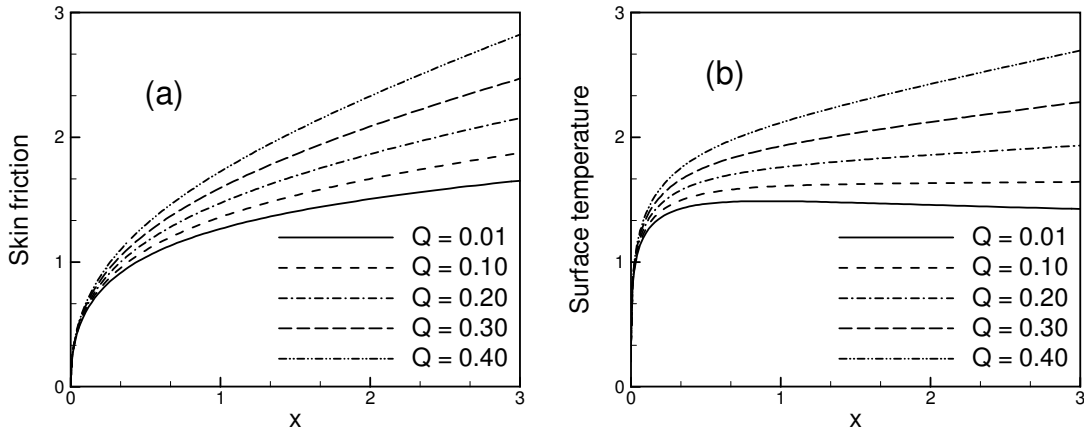 (a)
Skin friction
3
2
1
0
0
1
2
3
x
Q = 0.01
Q = 0.10
Q = 0.20
Q = 0.30
Q = 0.40
(b)
Surface temperature
3
2
1
0
0
1
2
3
x
Q = 0.01
Q = 0.10
Q = 0.20
Q = 0.30
Q = 0.40